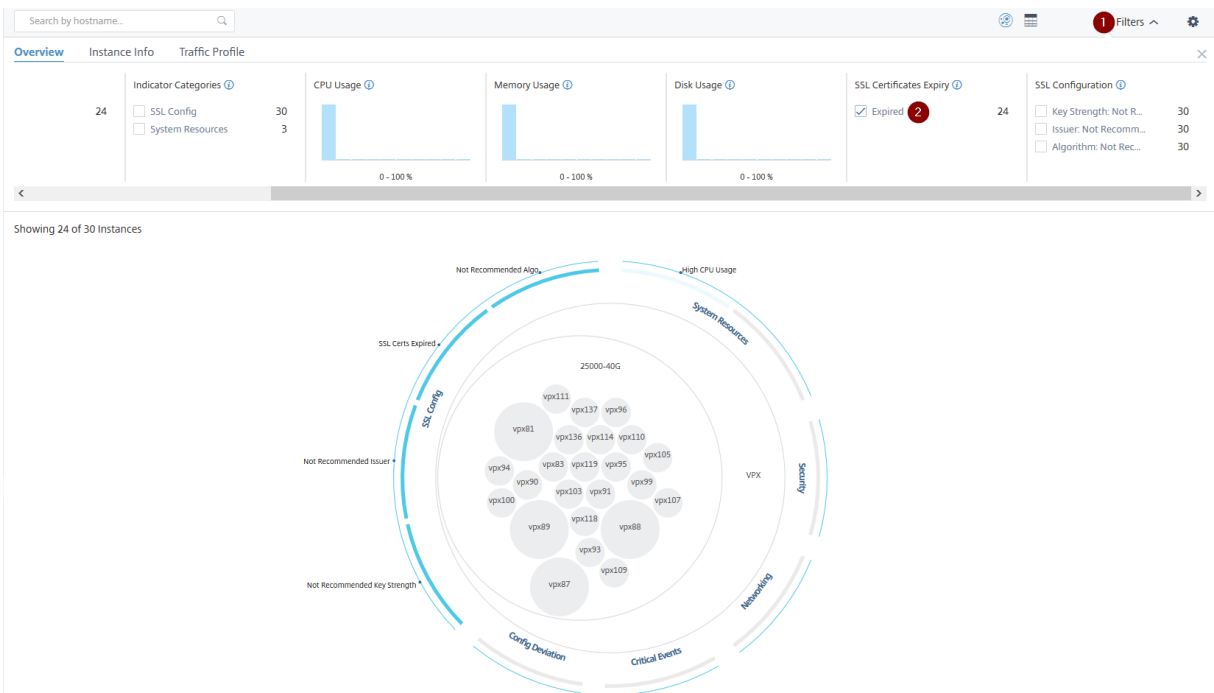 Search by hostname...
1 Filters
Overview Instance Info Traffic Profile
24
Indicator Categories
SSL Config 30
System Resources 3
CPU Usage
0 - 100 %
Memory Usage
0 - 100 %
Disk Usage
0 - 100 %
SSL Certificates Expiry
Expired 2 24
SSL Configuration
Key Strength: Not R... 30
Issuer: Not Recomm... 30
Algorithm: Not Rec... 30
Showing 24 of 30 Instances
Not Recommended Algo
High CPU Usage
System Resources
SSL Certs Expired
25000-40G
SSL Config
vpx111
vpx137 vpx96
vpx81
vpx136 vpx114 vpx110
vpx105
vpx94 vpx83 vpx119 vpx95
vpx90 vpx99
vpx100 vpx103 vpx91 vpx107
vpx118
vpx89 vpx88
vpx93
vpx109
vpx87
Not Recommended Issuer
VPX
Security
Not Recommended Key Strength
Networking
Config Deviation
Critical Events